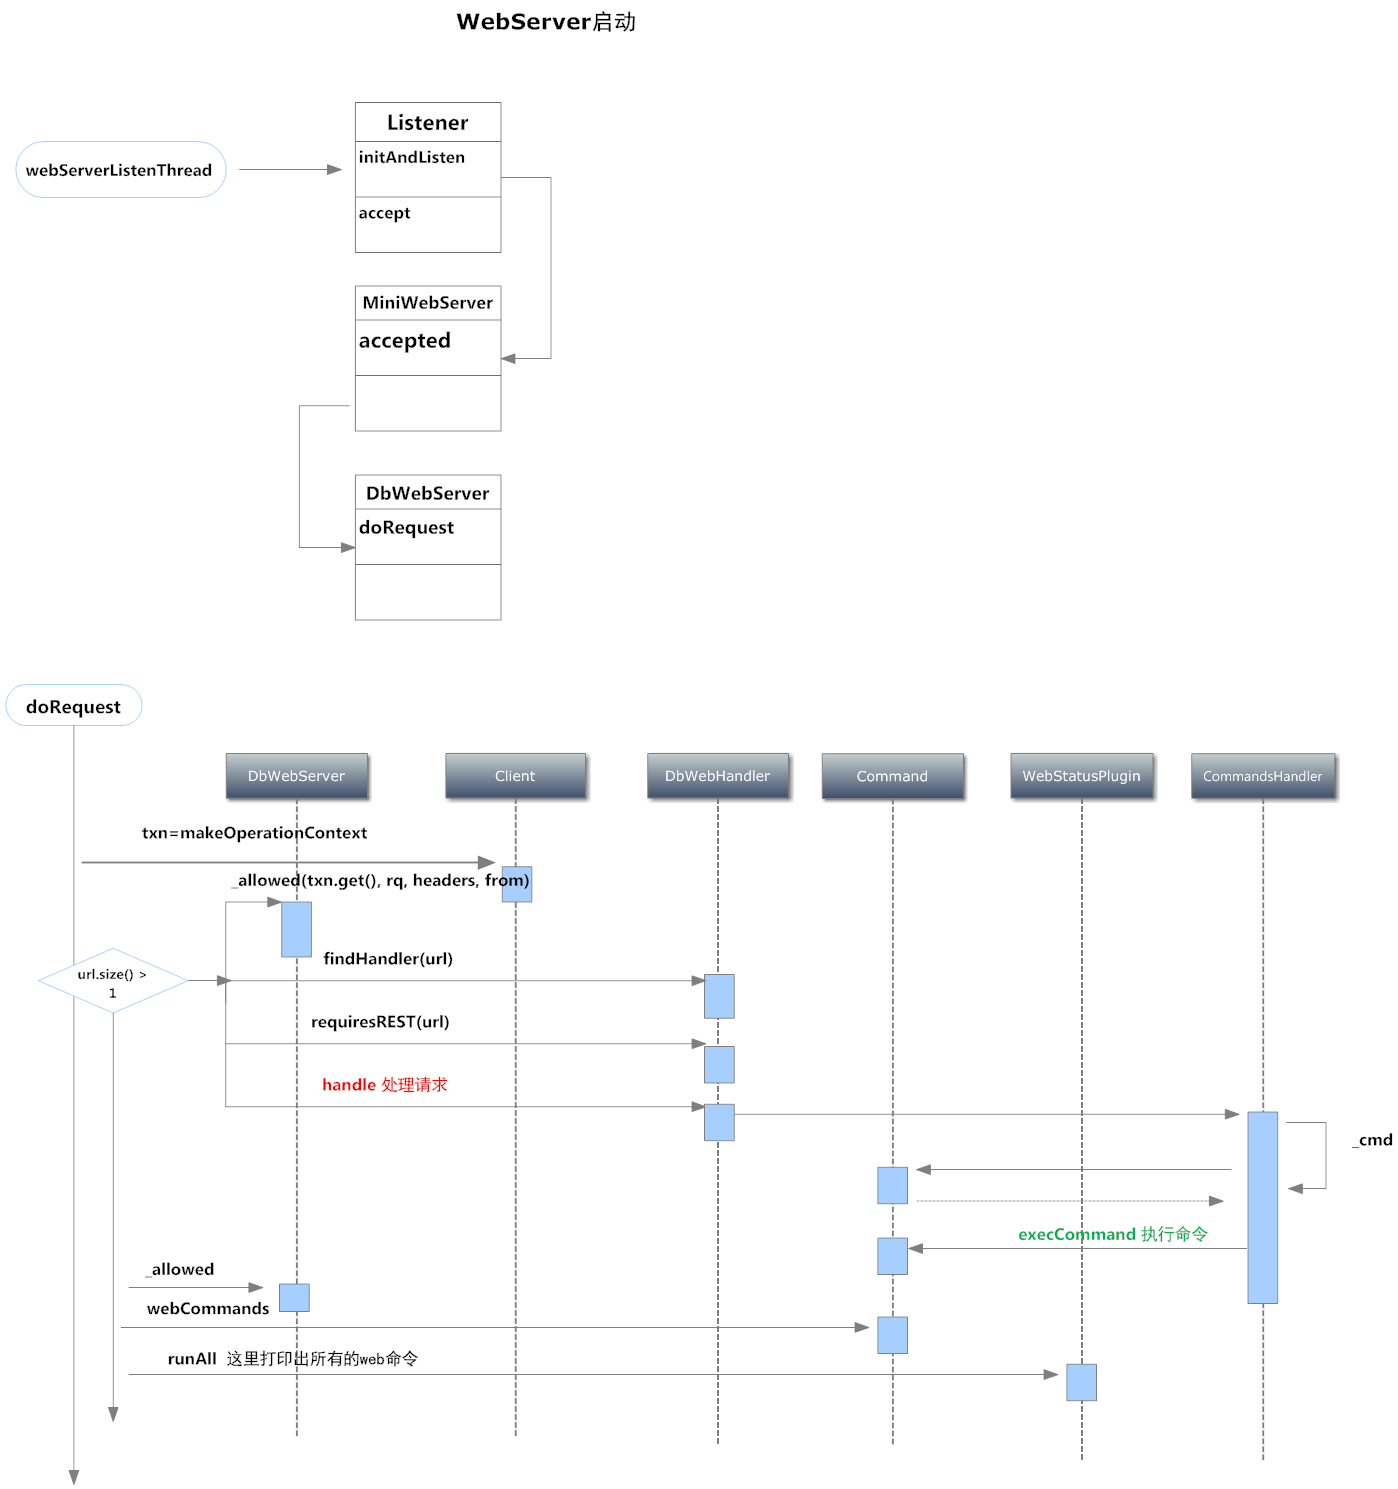 WebServer启动
Listener
webServerListenThread
initAndListen
accept
MiniWebServer
accepted
DbWebServer
doRequest
doRequest
DbWebServer
Client
DbWebHandler
Command
WebStatusPlugin
CommandsHandler
txn=makeOperationContext
_allowed(txn.get(), rq, headers, from)
findHandler(url)
url.size() >
1
requiresREST(url)
handle 处理请求
_cmd
execCommand 执行命令
_allowed
webCommands
runAll 这里打印出所有的web命令